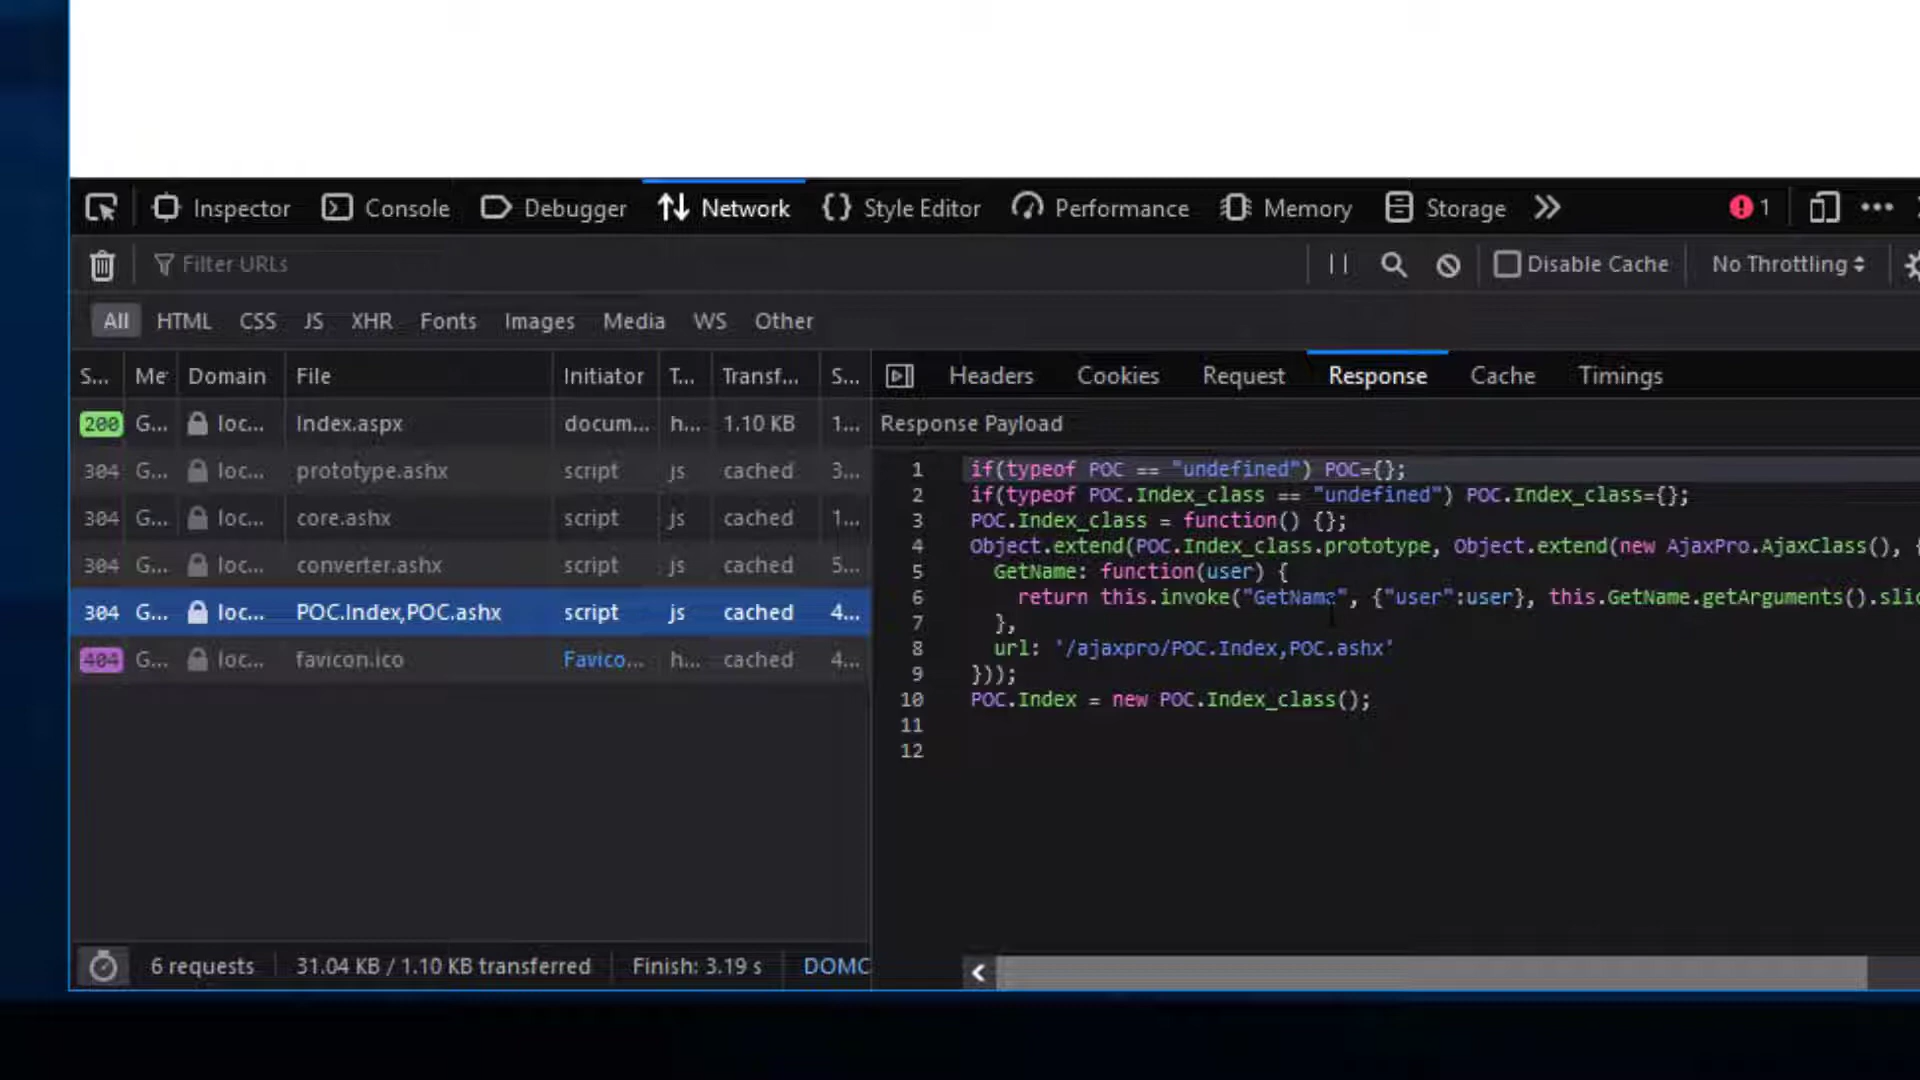 Inspector Console Debugger Network Style Editor Performance Memory Storage 1
Filter URLs Disable Cache No Throttling
All HTML CSS JS XHR Fonts Images Media WS Other
S... Me Domain File Initiator T... Transf... S...
200 G... loc... Index.aspx docum... h... 1.10 KB 1...
304 G... loc... prototype.ashx script js cached 3...
304 G... loc... core.ashx script js cached 1...
304 G... loc... converter.ashx script js cached 5...
304 G... loc... POC.Index,POC.ashx script js cached 4...
404 G... loc... favicon.ico Favico... h... cached 4...
6 requests 31.04 KB / 1.10 KB transferred Finish: 3.19 s DOMC
Headers Cookies Request Response Cache Timings
Response Payload
1 if(typeof POC == "undefined") POC={};
2 if(typeof POC.Index_class == "undefined") POC.Index_class={};
3 POC.Index_class = function() {};
4 Object.extend(POC.Index_class.prototype, Object.extend(new AjaxPro.AjaxClass(), {
5 GetName: function(user) {
6 return this.invoke("GetName", {"user":user}, this.GetName.getArguments().slic
7 },
8 url: '/ajaxpro/POC.Index,POC.ashx'
9 }));
10 POC.Index = new POC.Index_class();
11
12